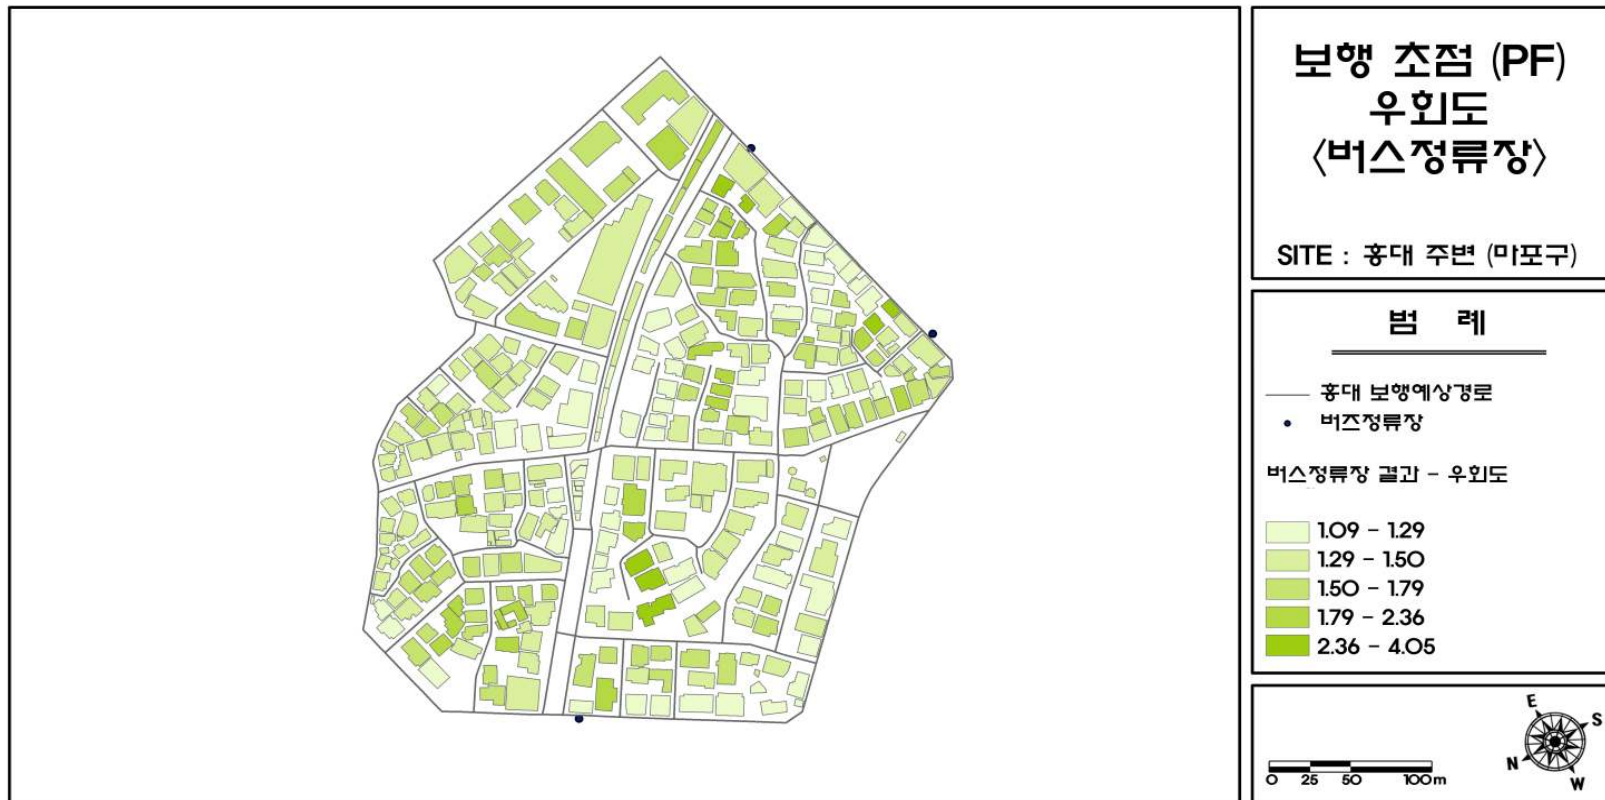 보행 초점 (PF)
우회도
〈버스정류장〉
SITE : 홍대 주변 (마포구)
범 례
홍대 보행예상경로
버즈정류장
버스정류장 결과 - 우회도
1.09 - 1.29
1.29 - 1.50
1.50 - 1.79
1.79 - 2.36
2.36 - 4.05
E
S
N
W
0 25 50 100m